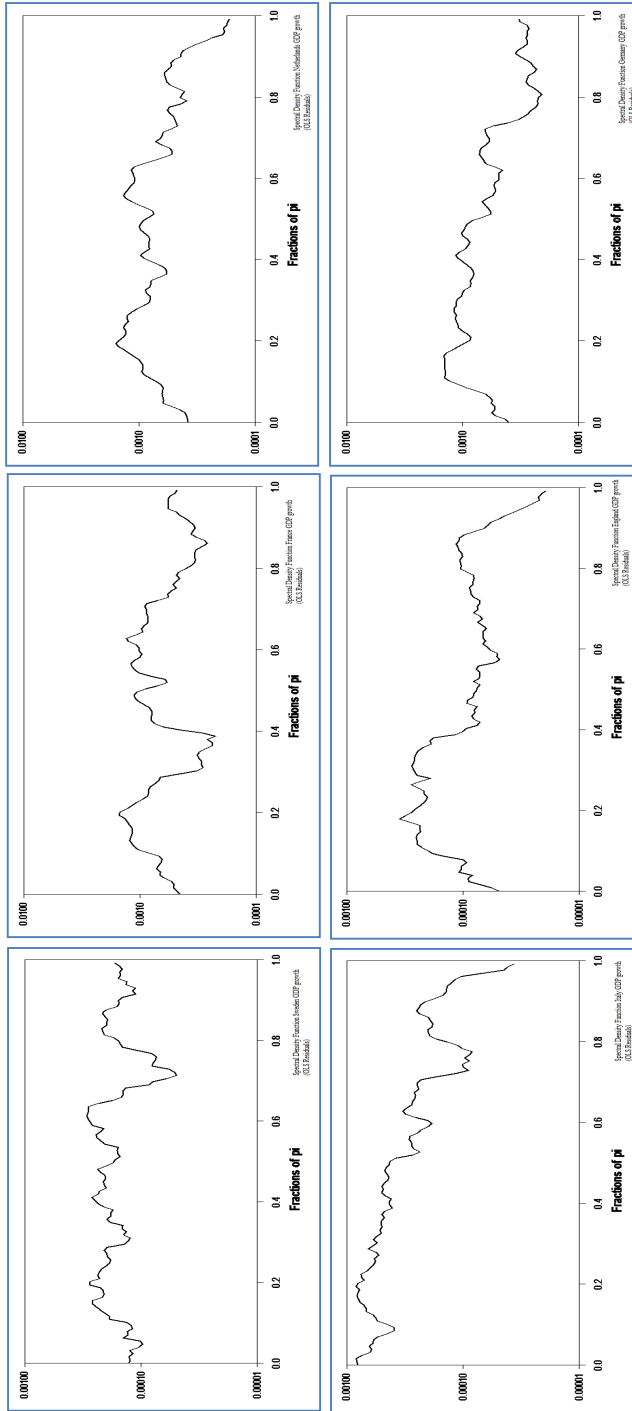 0.00100
0.00010
0.00001
0.0 0.2 0.4 0.6 0.8 1.0
Fractions of pi
Spectral Density Function Sweden GDP growth
(OLS Residuals)
0.0100
0.0010
0.0001
0.0 0.2 0.4 0.6 0.8 1.0
Fractions of pi
Spectral Density Function France GDP growth
(OLS Residuals)
0.0100
0.0010
0.0001
0.0 0.2 0.4 0.6 0.8 1.0
Fractions of pi
Spectral Density Function Netherlands GDP growth
(OLS Residuals)
0.00100
0.00010
0.00001
0.0 0.2 0.4 0.6 0.8 1.0
Fractions of pi
Spectral Density Function Italy GDP growth
(OLS Residuals)
0.00100
0.00010
0.00001
0.0 0.2 0.4 0.6 0.8 1.0
Fractions of pi
Spectral Density Function England GDP growth
(OLS Residuals)
0.0100
0.0010
0.0001
0.0 0.2 0.4 0.6 0.8 1.0
Fractions of pi
Spectral Density Function Germany GDP growth
(OLS Residuals)